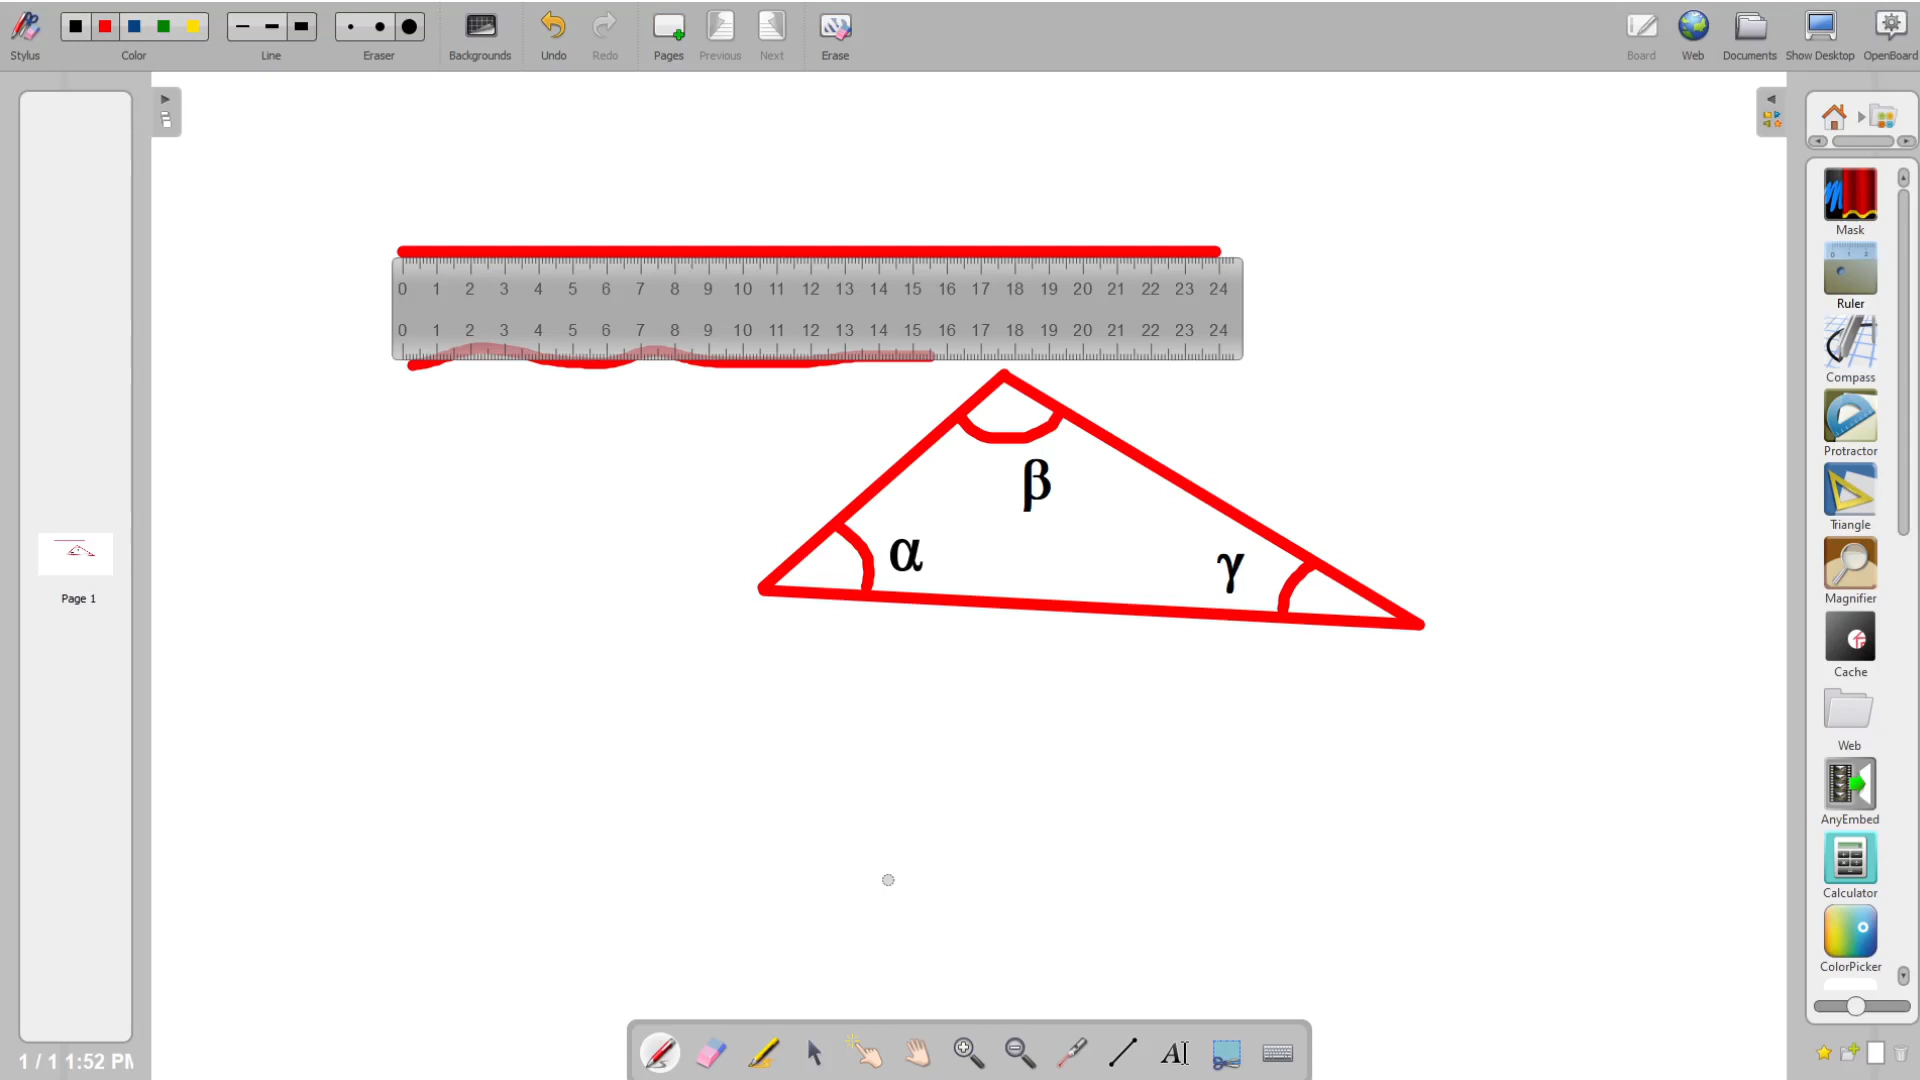 Stylus Color Line Eraser Backgrounds Undo Redo Pages Previous Next Erase Board Web Documents Show Desktop OpenBoard
0 1 2 3 4 5 6 7 8 9 10 11 12 13 14 15 16 17 18 19 20 21 22 23 24
0 1 2 3 4 5 6 7 8 9 10 11 12 13 14 15 16 17 18 19 20 21 22 23 24
β
α
γ
Page 1
Mask
0 1 2
Ruler
Compass
Protractor
Triangle
Magnifier
Cache
Web
AnyEmbed
Calculator
ColorPicker
1 / 1 1:52 PM
A